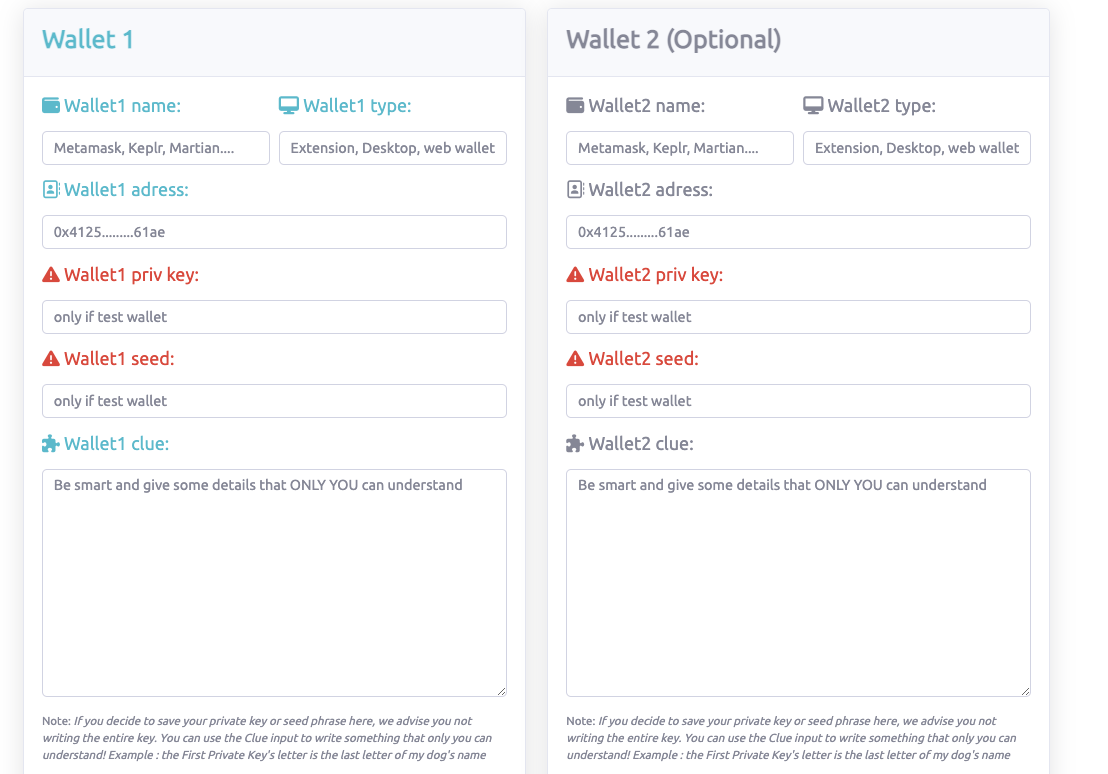 Wallet 1
Wallet1 name:
Wallet1 type:
Metamask, Keplr, Martian....
Extension, Desktop, web wallet
Wallet1 adress:
0x4125.........61ae
Wallet1 priv key:
only if test wallet
Wallet1 seed:
only if test wallet
Wallet1 clue:
Be smart and give some details that ONLY YOU can understand
Note: If you decide to save your private key or seed phrase here, we advise you not
writing the entire key. You can use the Clue input to write something that only you can
understand! Example : the First Private Key's letter is the last letter of my dog's name
Wallet 2 (Optional)
Wallet2 name:
Wallet2 type:
Metamask, Keplr, Martian....
Extension, Desktop, web wallet
Wallet2 adress:
0x4125.........61ae
Wallet2 priv key:
only if test wallet
Wallet2 seed:
only if test wallet
Wallet2 clue:
Be smart and give some details that ONLY YOU can understand
Note: If you decide to save your private key or seed phrase here, we advise you not
writing the entire key. You can use the Clue input to write something that only you can
understand! Example : the First Private Key's letter is the last letter of my dog's name